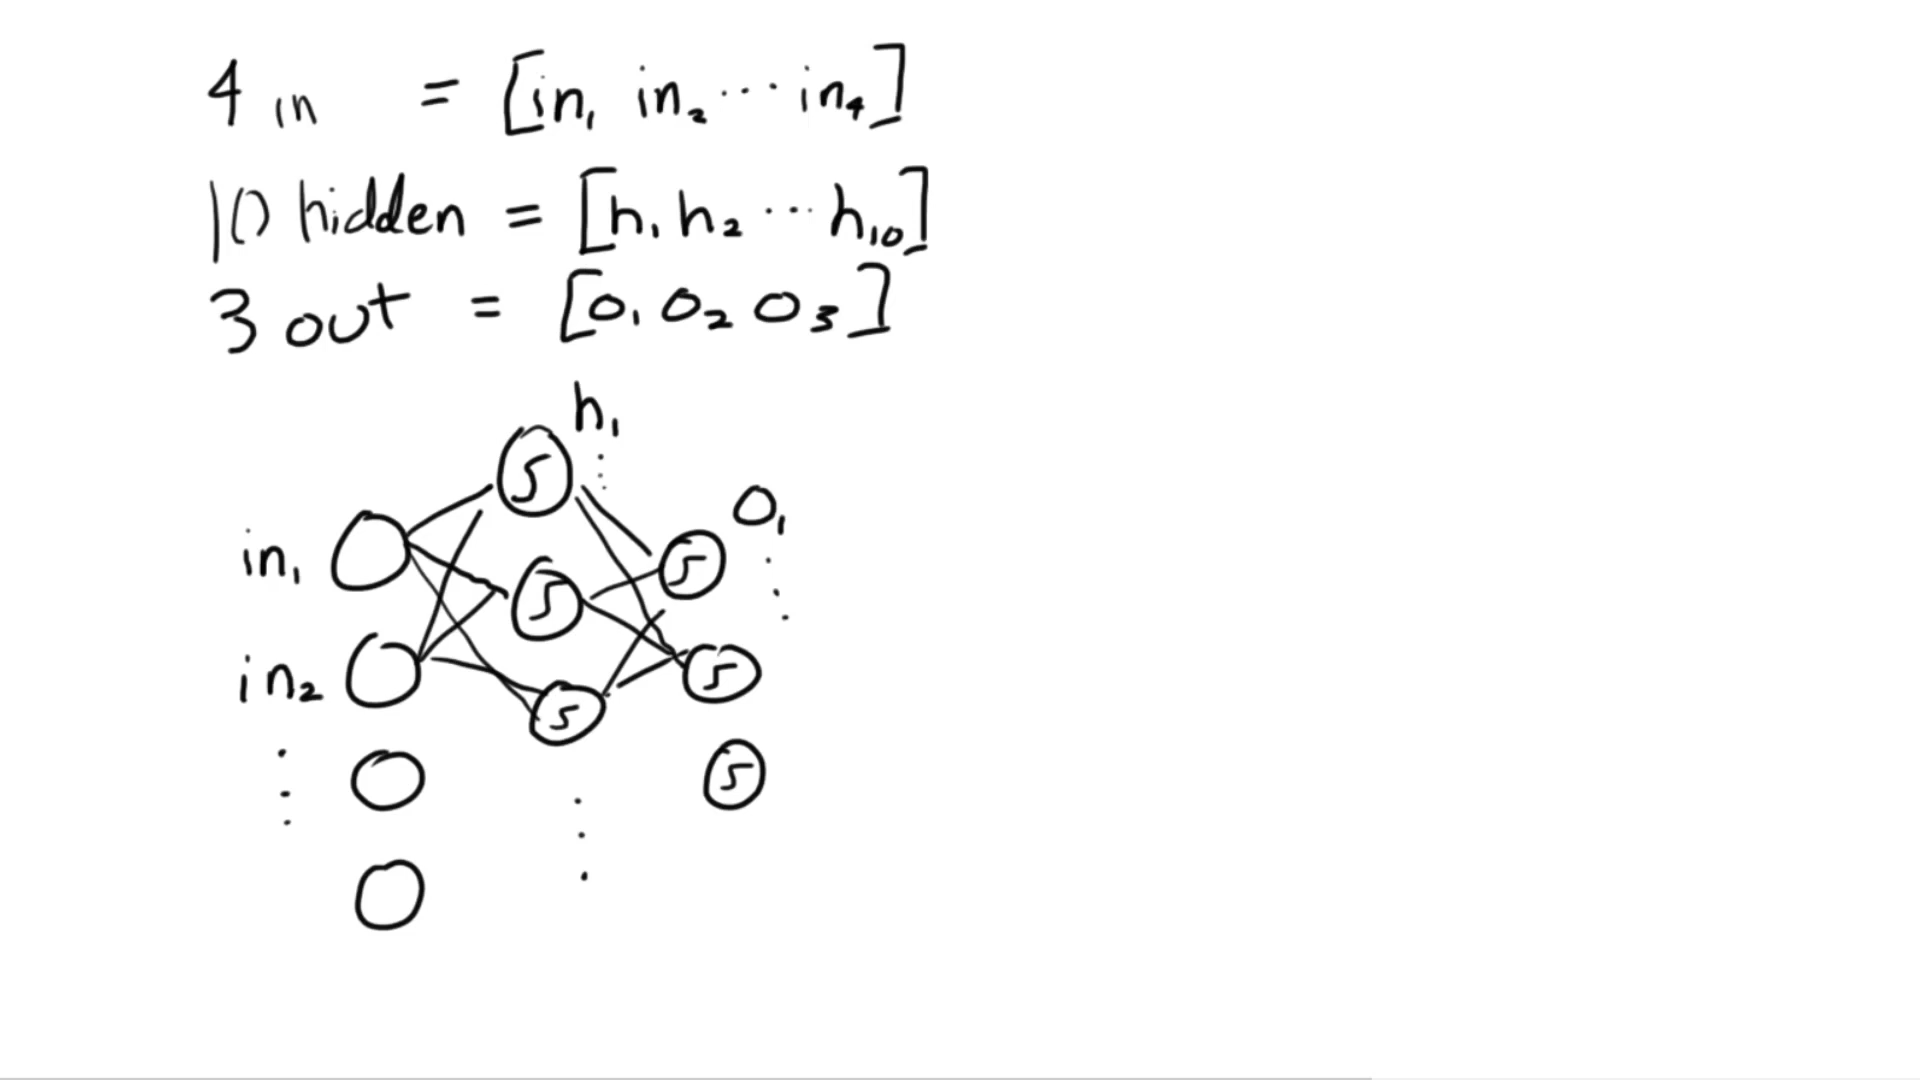 4 in = [in₁ in₂ ... in₄]
10 hidden = [h₁ h₂ ... h₁₀]
3 out = [o₁ o₂ o₃]
h₁
⋮
S
o₁
⋮
in₁
S
S
in₂
S
S
⋮
S
⋮